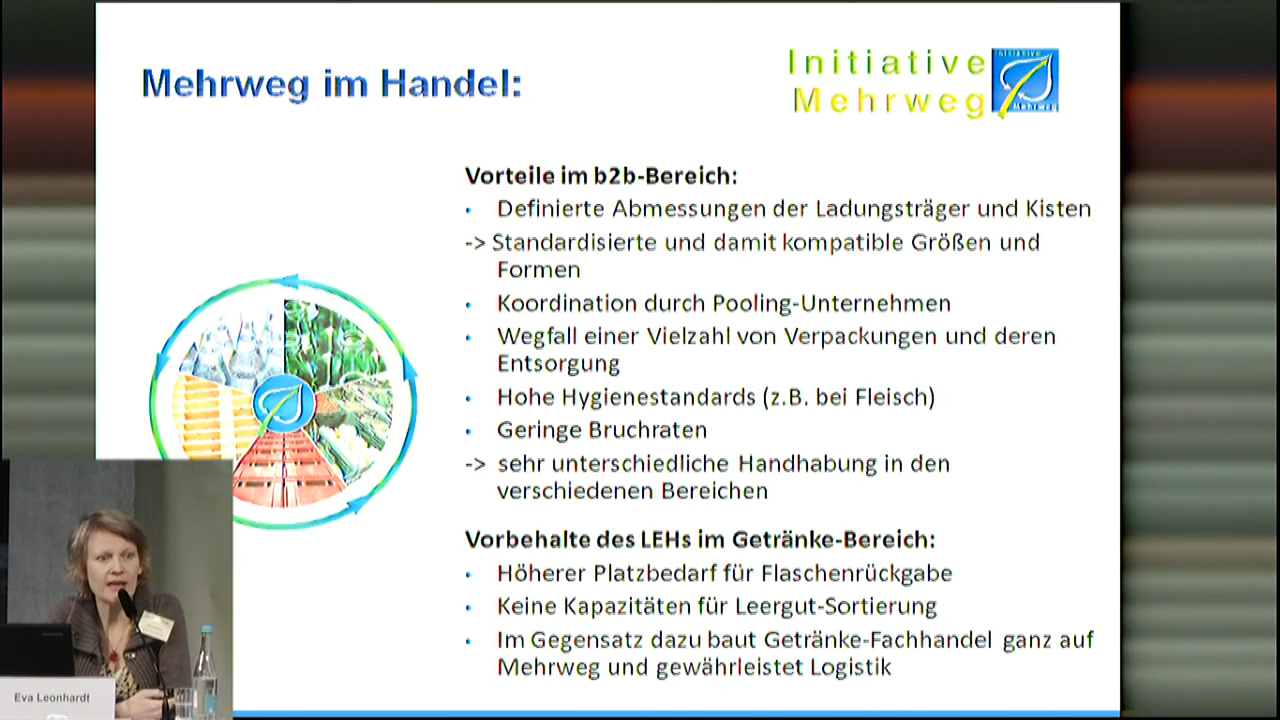 Mehrweg im Handel:
Initiative
Mehrweg
Initiative
Mehrweg
Vorteile im b2b-Bereich:
• Definierte Abmessungen der Ladungsträger und Kisten
-> Standardisierte und damit kompatible Größen und
Formen
• Koordination durch Pooling-Unternehmen
• Wegfall einer Vielzahl von Verpackungen und deren
Entsorgung
• Hohe Hygienestandards (z.B. bei Fleisch)
• Geringe Bruchraten
-> sehr unterschiedliche Handhabung in den
verschiedenen Bereichen
Vorbehalte des LEHs im Getränke-Bereich:
• Höherer Platzbedarf für Flaschenrückgabe
• Keine Kapazitäten für Leergut-Sortierung
• Im Gegensatz dazu baut Getränke-Fachhandel ganz auf
Mehrweg und gewährleistet Logistik
Eva Leonhardt